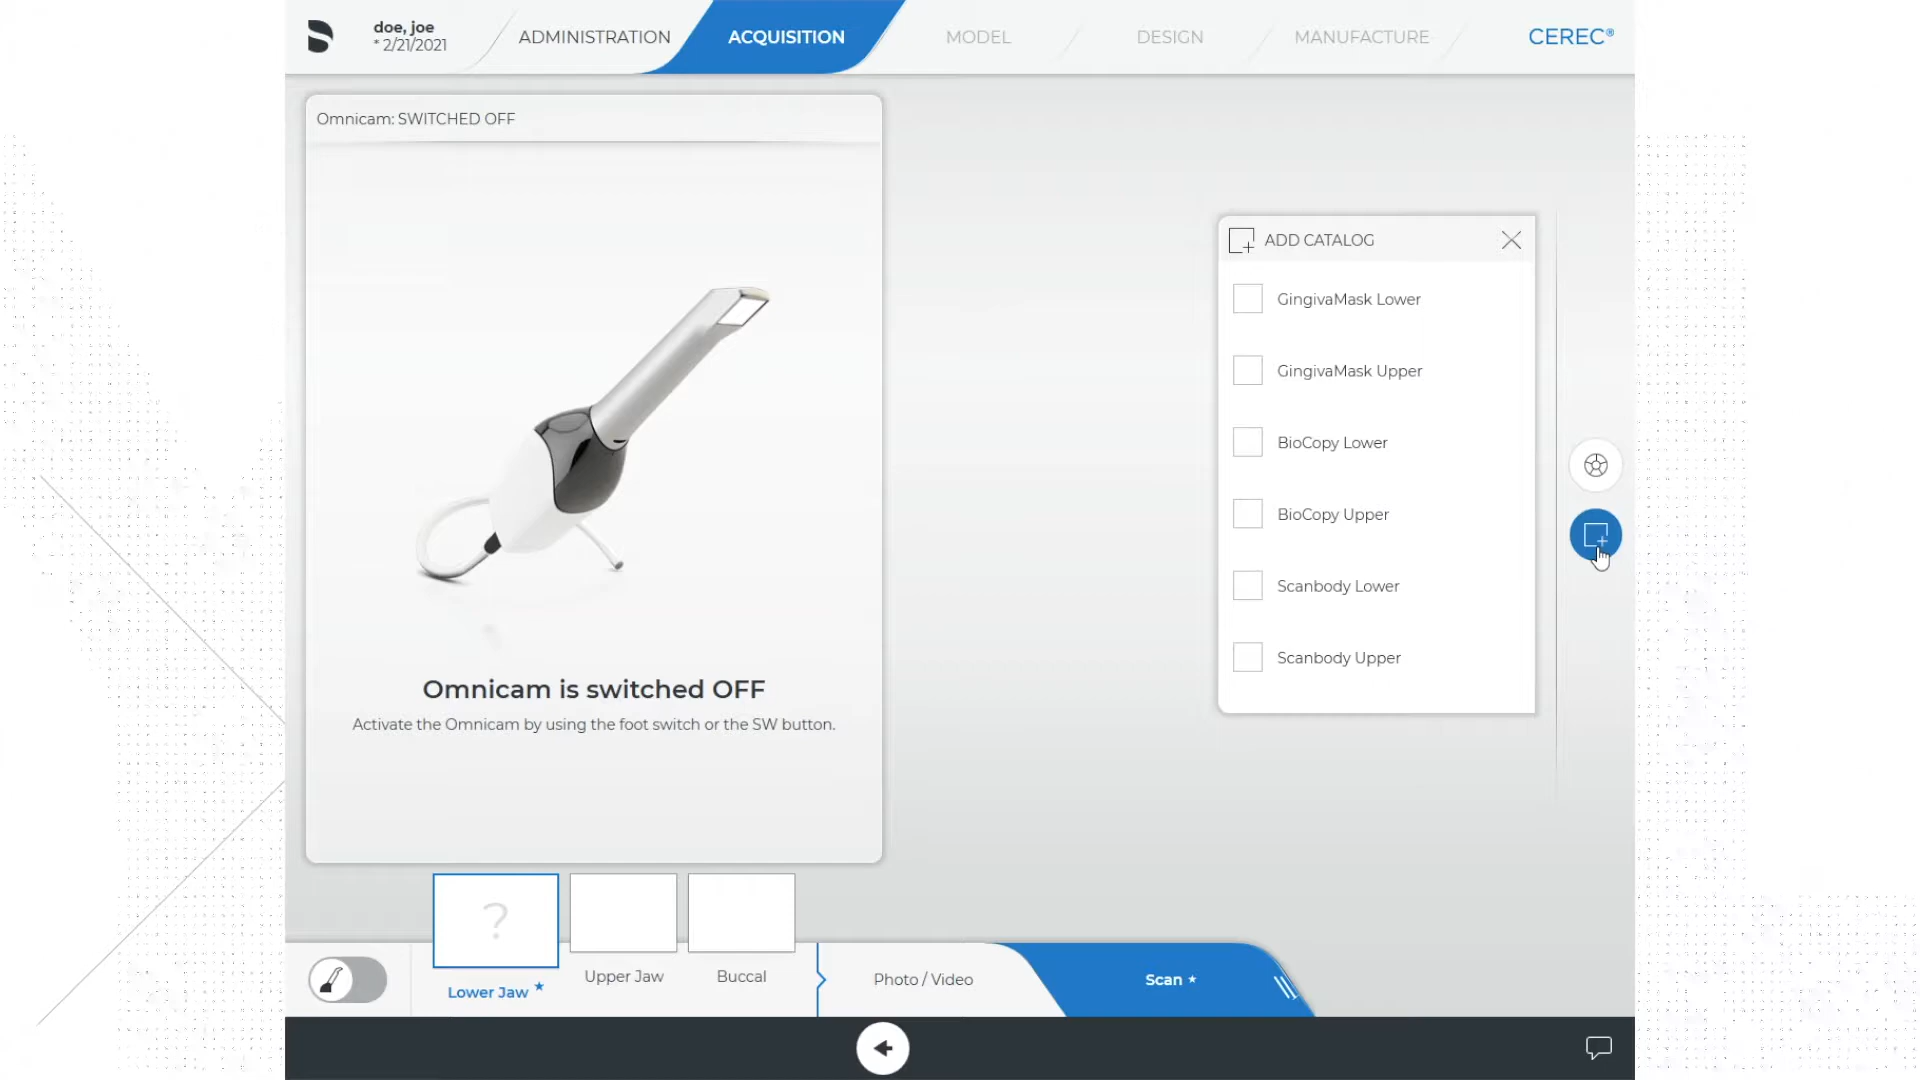 doe, joe
* 2/21/2021
ADMINISTRATION
ACQUISITION
MODEL
DESIGN
MANUFACTURE
CEREC®
Omnicam: SWITCHED OFF
ADD CATALOG
GingivaMask Lower
GingivaMask Upper
BioCopy Lower
BioCopy Upper
Scanbody Lower
Scanbody Upper
Omnicam is switched OFF
Activate the Omnicam by using the foot switch or the SW button.
?
Lower Jaw *
Upper Jaw
Buccal
Photo / Video
Scan *